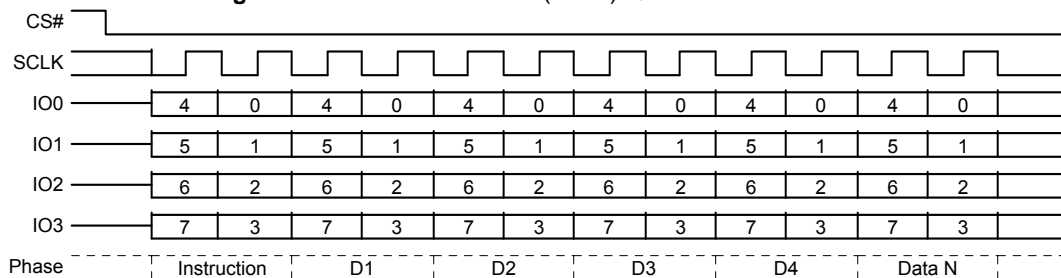 CS#
SCLK
IO0 4 0 4 0 4 0 4 0 4 0 4 0
IO1 5 1 5 1 5 1 5 1 5 1 5 1
IO2 6 2 6 2 6 2 6 2 6 2 6 2
IO3 7 3 7 3 7 3 7 3 7 3 7 3
Phase Instruction D1 D2 D3 D4 Data N